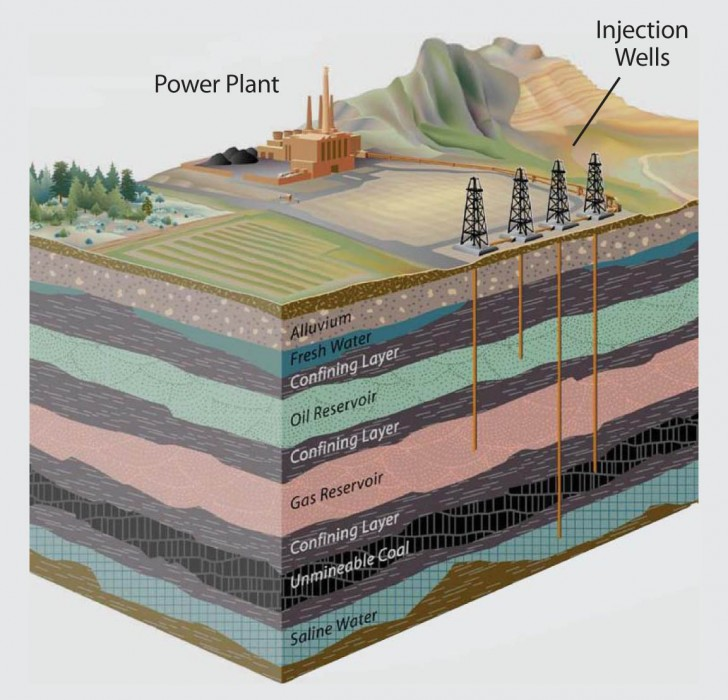 Injection
Wells
Power Plant
Alluvium
Fresh Water
Confining Layer
Oil Reservoir
Confining Layer
Gas Reservoir
Confining Layer
Unmineable Coal
Saline Water